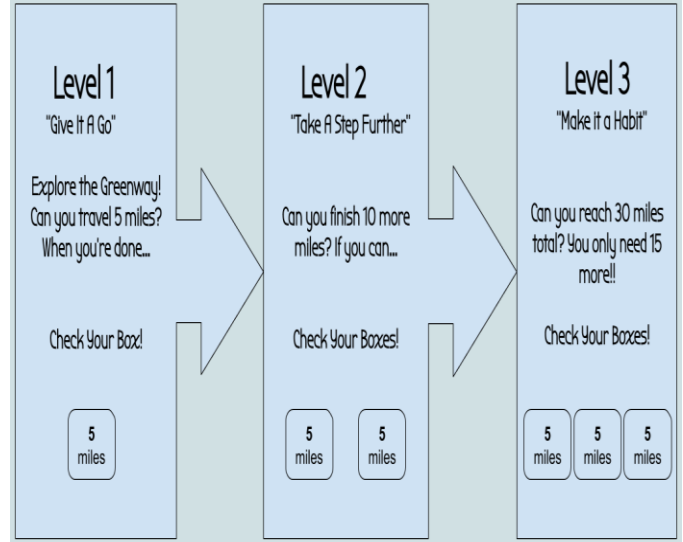 Level 1
"Give It A Go"
Explore the Greenway!
Can you travel 5 miles?
When you're done...
Check Your Box!
5
miles
Level 2
"Take A Step Further"
Can you finish 10 more
miles? If you can...
Check Your Boxes!
5
miles
5
miles
Level 3
"Make it a Habit"
Can you reach 30 miles
total? You only need 15
more!!
Check Your Boxes!
5
miles
5
miles
5
miles